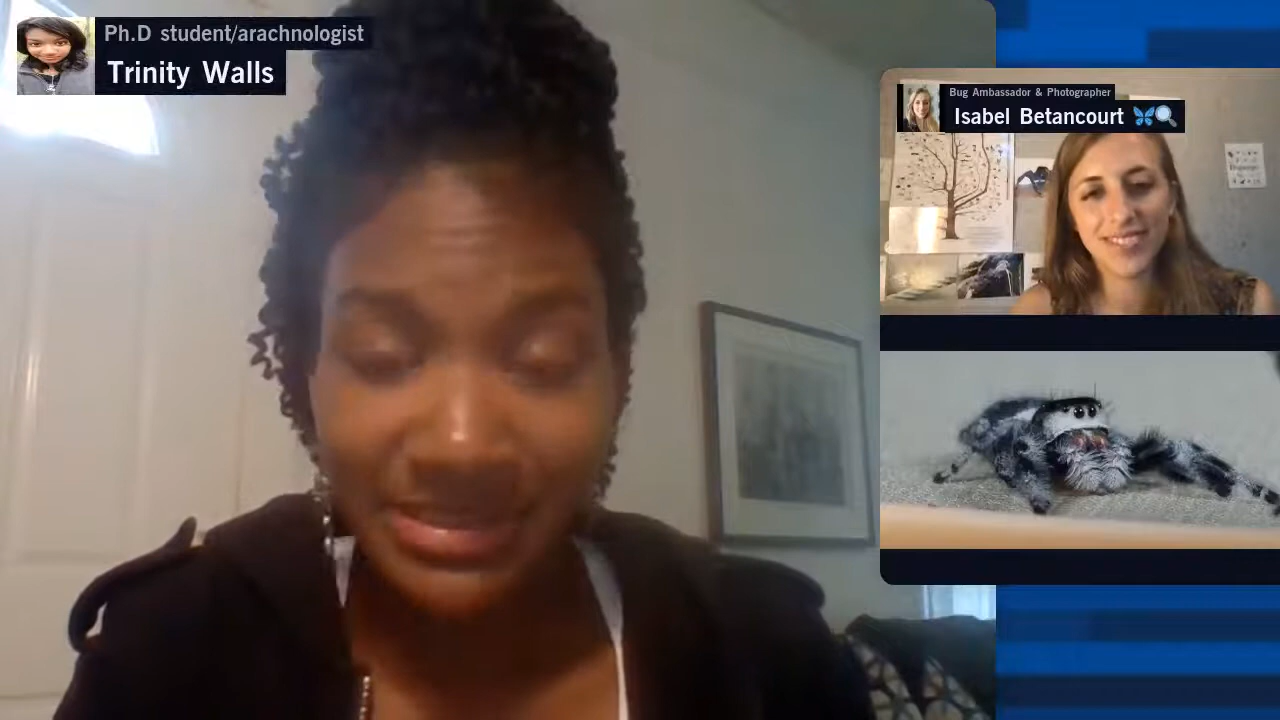 Ph.D student/arachnologist
Trinity Walls
Bug Ambassador & Photographer
Isabel Betancourt 🦋🔍